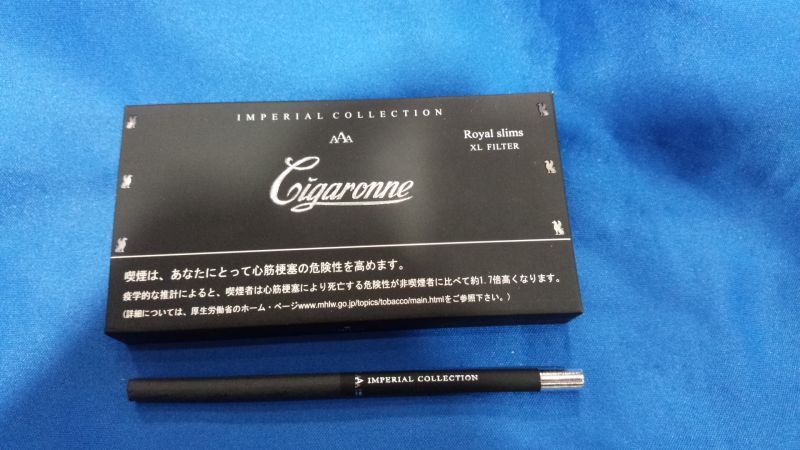 IMPERIAL COLLECTION
AAA
Royal slims
XL FILTER
Cigaronne
喫煙は、あなたにとって心筋梗塞の危険性を高めます。
疫学的な推計によると、喫煙者は心筋梗塞により死亡する危険性が非喫煙者に比べて約1.7倍高くなります。
(詳細については、厚生労働省のホーム・ページwww.mhlw.go.jp/topics/tobacco/main.htmlをご参照下さい。)
AAA IMPERIAL COLLECTION